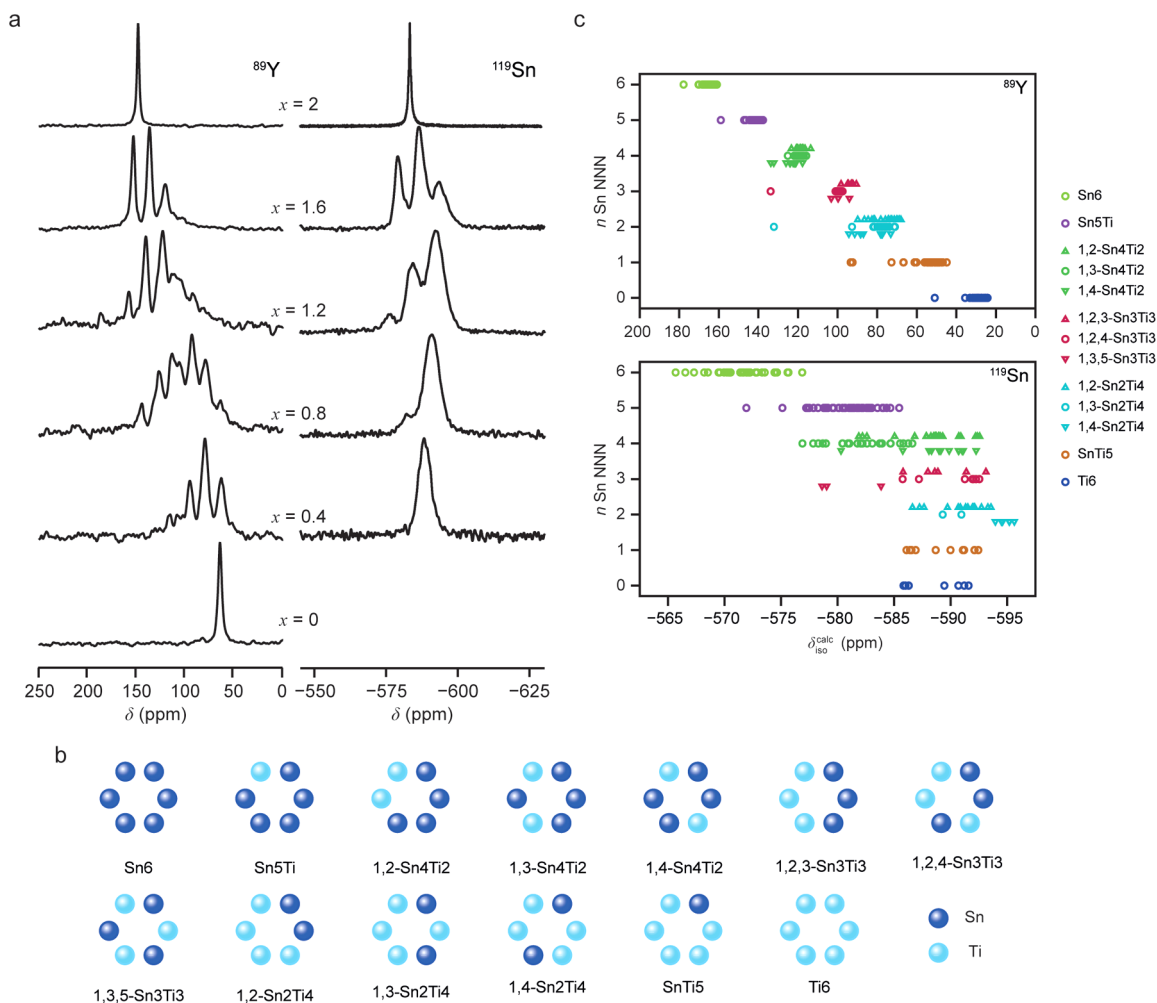 a
⁸⁹Y
¹¹⁹Sn
x = 2
x = 1.6
x = 1.2
x = 0.8
x = 0.4
x = 0
250 200 150 100 50 0
δ (ppm)
−550 −575 −600 −625
δ (ppm)
c
⁸⁹Y
n Sn NNN
6
5
4
3
2
1
0
200 180 160 140 120 100 80 60 40 20 0
¹¹⁹Sn
n Sn NNN
6
5
4
3
2
1
0
−565 −570 −575 −580 −585 −590 −595
δ_iso^calc (ppm)
Sn6
Sn5Ti
1,2-Sn4Ti2
1,3-Sn4Ti2
1,4-Sn4Ti2
1,2,3-Sn3Ti3
1,2,4-Sn3Ti3
1,3,5-Sn3Ti3
1,2-Sn2Ti4
1,3-Sn2Ti4
1,4-Sn2Ti4
SnTi5
Ti6
b
Sn6 Sn5Ti 1,2-Sn4Ti2 1,3-Sn4Ti2 1,4-Sn4Ti2 1,2,3-Sn3Ti3 1,2,4-Sn3Ti3
1,3,5-Sn3Ti3 1,2-Sn2Ti4 1,3-Sn2Ti4 1,4-Sn2Ti4 SnTi5 Ti6
Sn
Ti